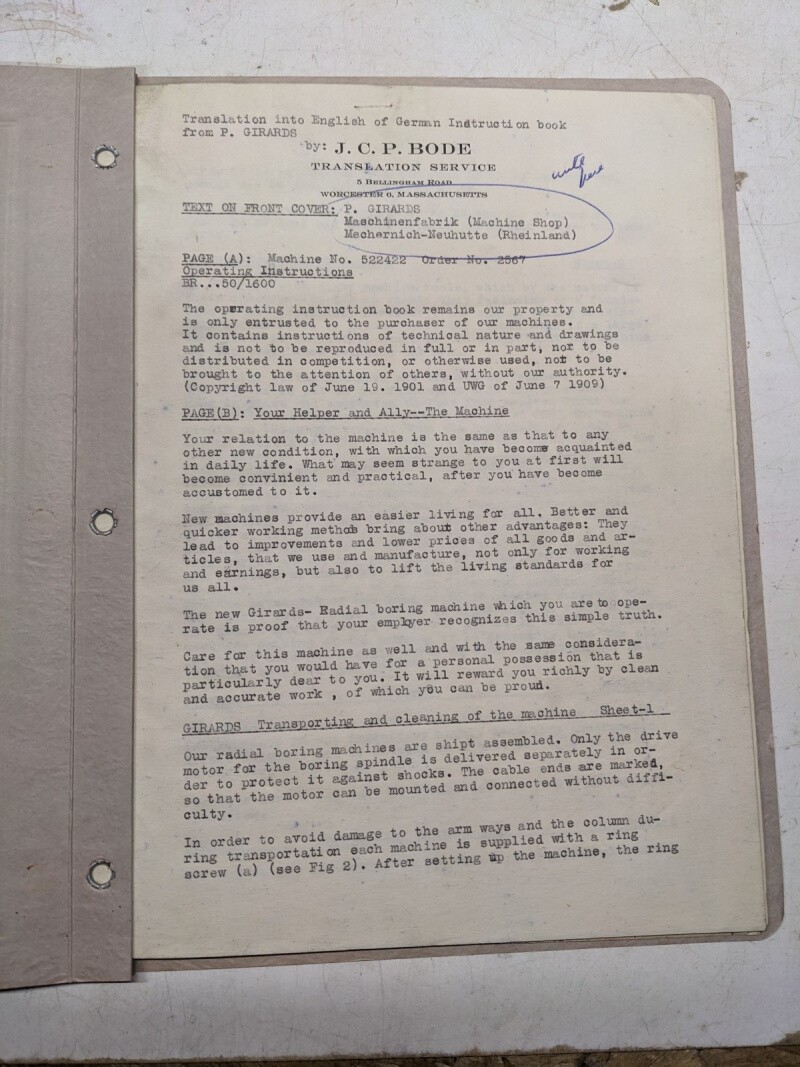 Translation into English of German Indtruction book
from P. GIRARDS
by: J. C. P. BODE
TRANSLATION SERVICE
5 BELLINGHAM ROAD
WORCESTER 6, MASSACHUSETTS
write here
TEXT ON FRONT COVER: P. GIRARDS
Maschinenfabrik (Machine Shop)
Mechernich-Neuhutte (Rheinland)
PAGE (A): Machine No. 522422 Order No. 2567
Operating Instructions
BR...50/1600
The operating instruction book remains our property and
is only entrusted to the purchaser of our machines.
It contains instructions of technical nature and drawings
and is not to be reproduced in full or in part, not to be
distributed in competition, or otherwise used, not to be
brought to the attention of others, without our authority.
(Copyright law of June 19. 1901 and UWG of June 7 1909)
PAGE(B): Your Helper and Ally--The Machine
Your relation to the machine is the same as that to any
other new condition, with which you have become acquainted
in daily life. What may seem strange to you at first will
become convinient and practical, after you have become
accustomed to it.
New machines provide an easier living for all. Better and
quicker working methods bring about other advantages: They
lead to improvements and lower prices of all goods and ar-
ticles, that we use and manufacture, not only for working
and earnings, but also to lift the living standards for
us all.
The new Girards- Radial boring machine which you are to ope-
rate is proof that your employer recognizes this simple truth.
Care for this machine as well and with the same considera-
tion that you would have for a personal possession that is
particularly dear to you. It will reward you richly by clean
and accurate work , of which you can be proud.
GIRARDS Transporting and cleaning of the machine Sheet-1
Our radial boring machines are shipt assembled. Only the drive
motor for the boring spindle is delivered separately in or-
der to protect it against shocks. The cable ends are marked,
so that the motor can be mounted and connected without diffi-
culty.
In order to avoid damage to the arm ways and the column du-
ring transportation each machine is supplied with a ring
screw (a) (see Fig 2). After setting up the machine, the ring